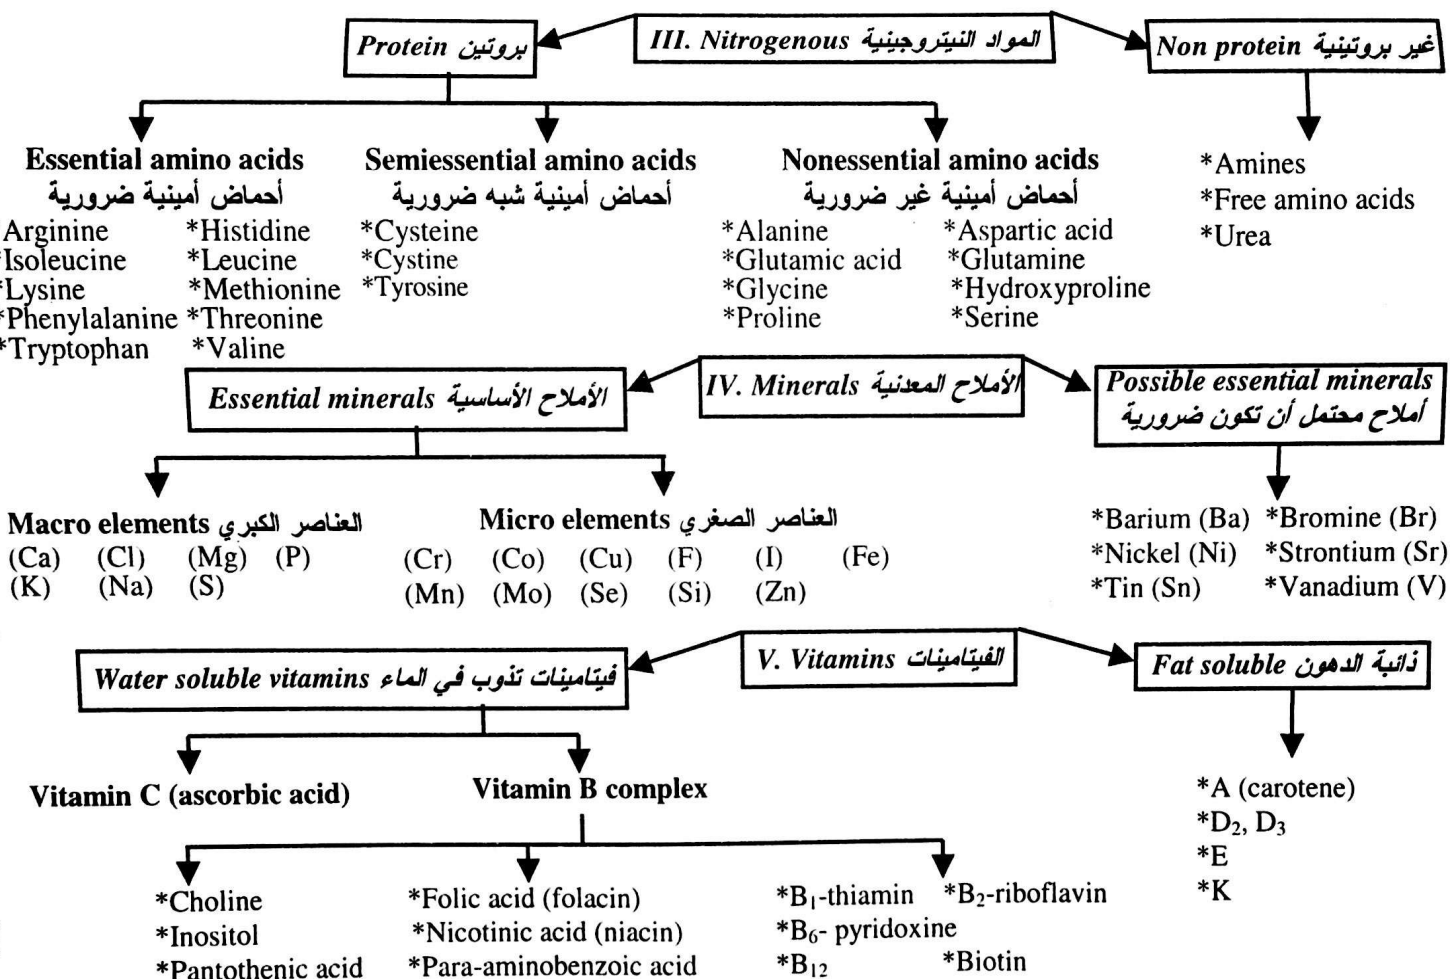 III. Nitrogenous المواد النيتروجينية
Protein بروتين
Non protein غير بروتينية
Essential amino acids
أحماض أمينية ضرورية
*Arginine *Histidine
*Isoleucine *Leucine
*Lysine *Methionine
*Phenylalanine *Threonine
*Tryptophan *Valine
Semiessential amino acids
أحماض أمينية شبه ضرورية
*Cysteine
*Cystine
*Tyrosine
Nonessential amino acids
أحماض أمينية غير ضرورية
*Alanine *Aspartic acid
*Glutamic acid *Glutamine
*Glycine *Hydroxyproline
*Proline *Serine
*Amines
*Free amino acids
*Urea
IV. Minerals الأملاح المعدنية
Essential minerals الأملاح الأساسية
Possible essential minerals
أملاح محتمل أن تكون ضرورية
Macro elements العناصر الكبري
(Ca) (Cl) (Mg) (P)
(K) (Na) (S)
Micro elements العناصر الصغري
(Cr) (Co) (Cu) (F) (I) (Fe)
(Mn) (Mo) (Se) (Si) (Zn)
*Barium (Ba) *Bromine (Br)
*Nickel (Ni) *Strontium (Sr)
*Tin (Sn) *Vanadium (V)
V. Vitamins الفيتامينات
Water soluble vitamins فيتامينات تذوب في الماء
Fat soluble ذائبة الدهون
Vitamin C (ascorbic acid)
Vitamin B complex
*Choline
*Inositol
*Pantothenic acid
*Folic acid (folacin)
*Nicotinic acid (niacin)
*Para-aminobenzoic acid
*B₁-thiamin *B₂-riboflavin
*B₆- pyridoxine
*B₁₂ *Biotin
*A (carotene)
*D₂, D₃
*E
*K